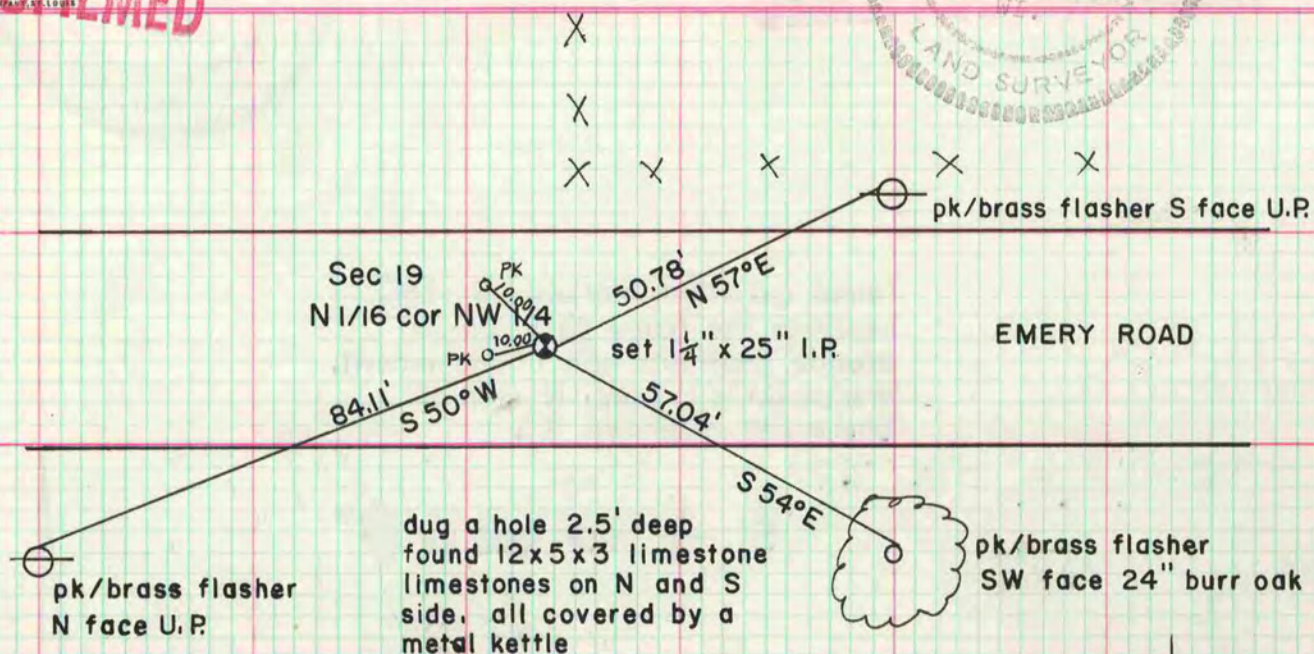 LAND SURVEYOR
pk/brass flasher S face U.P.
Sec 19
N 1/16 cor NW 1/4
PK
10.00
PK
10.00
50.78'
N 57°E
set 1 1/4" x 25" I.P.
EMERY ROAD
84.11'
S 50° W
57.04'
S 54°E
dug a hole 2.5' deep
found 12x5x3 limestone
limestones on N and S
side. all covered by a
metal kettle
pk/brass flasher
N face U.P.
pk/brass flasher
SW face 24" burr oak